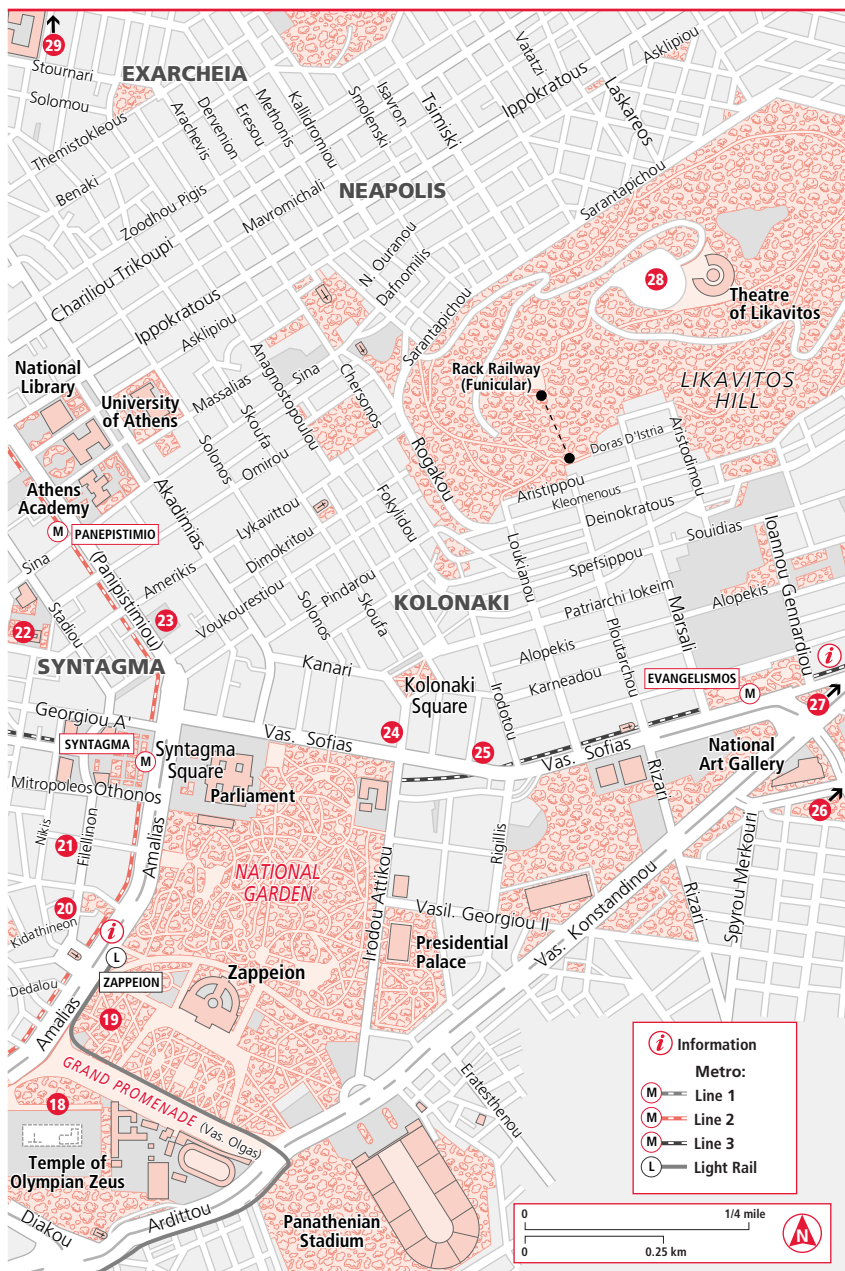 29
Stournari
EXARCHEIA
Solomou
Themistokleous
Benaki
Arachevis
Dervenion
Eresou
Methonis
Kallidromiou
Smolenski
Isavron
Tsimiski
Ippokratous
Vatatzi
Asklipiou
Laskareos
Zoodhou Pigis
Mavromichali
NEAPOLIS
Sarantapichou
Chariliou Trikoupi
Ippokratous
N. Ouranou
Dafnomilis
Sarantapichou
28
Theatre
of Likavitos
Asklipiou
National
Library
University
of Athens
Massalias
Sina
Anagnostopoulou
Chersonos
Rack Railway
(Funicular)
LIKAVITOS
HILL
Skoufa
Solonos
Omirou
Rogakou
Doras D'Istria
Aristodimou
Athens
Academy
Akadimias
Aristippou
Kleomenous
Deinokratous
Fokylidou
Lykavittou
Dimokritou
Loukianou
Souidias
Ioannou Gennardiou
M
PANEPISTIMIO
Sina
(Panipistimiou)
Amerikis
Spefsippou
Pindarou
Voukourestiou
Solonos
Skoufa
KOLONAKI
Patriarchi Iokeim
Marsali
Alopekis
22
Stadiou
23
Alopekis
Ploutarchou
SYNTAGMA
Kanari
Kolonaki
Square
Karneadou
Irodotou
EVANGELISMOS
M
i
27
Georgiou A'
24
Vas. Sofias
25
Vas. Sofias
SYNTAGMA
M
Syntagma
Square
National
Art Gallery
Mitropoleos
Othonos
Parliament
Rizari
26
Nikis
Filellinon
21
Amalias
NATIONAL
GARDEN
Irodou Attikou
Rigillis
Spyrou Merkouri
Rizari
20
Kidathineon
i
Vasil. Georgiou II
Vas. Konstandinou
Presidential
Palace
L
ZAPPEION
Zappeion
Dedalou
Amalias
19
GRAND PROMENADE
(Vas. Olgas)
18
Eratesthenou
Temple of
Olympian Zeus
Diakou
Ardittou
Panathenian
Stadium
i Information
Metro:
M Line 1
M Line 2
M Line 3
L Light Rail
0 1/4 mile
0 0.25 km
N